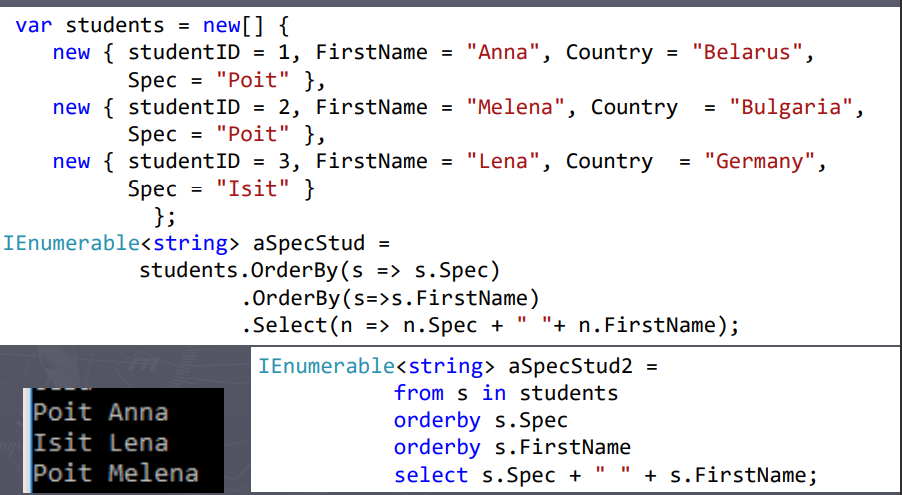 var students = new[] {
new { studentID = 1, FirstName = "Anna", Country = "Belarus",
Spec = "Poit" },
new { studentID = 2, FirstName = "Melena", Country  = "Bulgaria",
Spec = "Poit" },
new { studentID = 3, FirstName = "Lena", Country  = "Germany",
Spec = "Isit" }
};
IEnumerable<string> aSpecStud =
students.OrderBy(s => s.Spec)
.OrderBy(s=>s.FirstName)
.Select(n => n.Spec + " "+ n.FirstName);
IEnumerable<string> aSpecStud2 =
from s in students
orderby s.Spec
orderby s.FirstName
select s.Spec + " " + s.FirstName;
Poit Anna
Isit Lena
Poit Melena